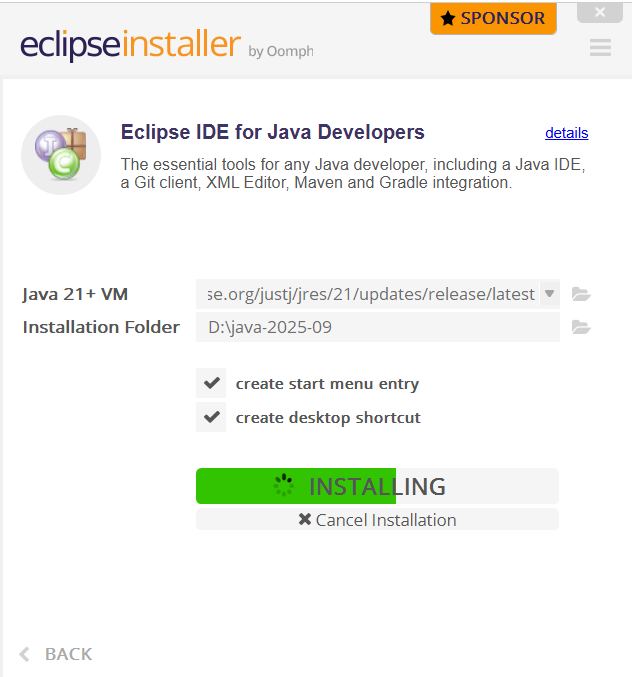 SPONSOR
eclipseinstaller by Oomph
Eclipse IDE for Java Developers details
The essential tools for any Java developer, including a Java IDE,
a Git client, XML Editor, Maven and Gradle integration.
Java 21+ VM se.org/justj/jres/21/updates/release/latest
Installation Folder D:\java-2025-09
create start menu entry
create desktop shortcut
INSTALLING
Cancel Installation
BACK